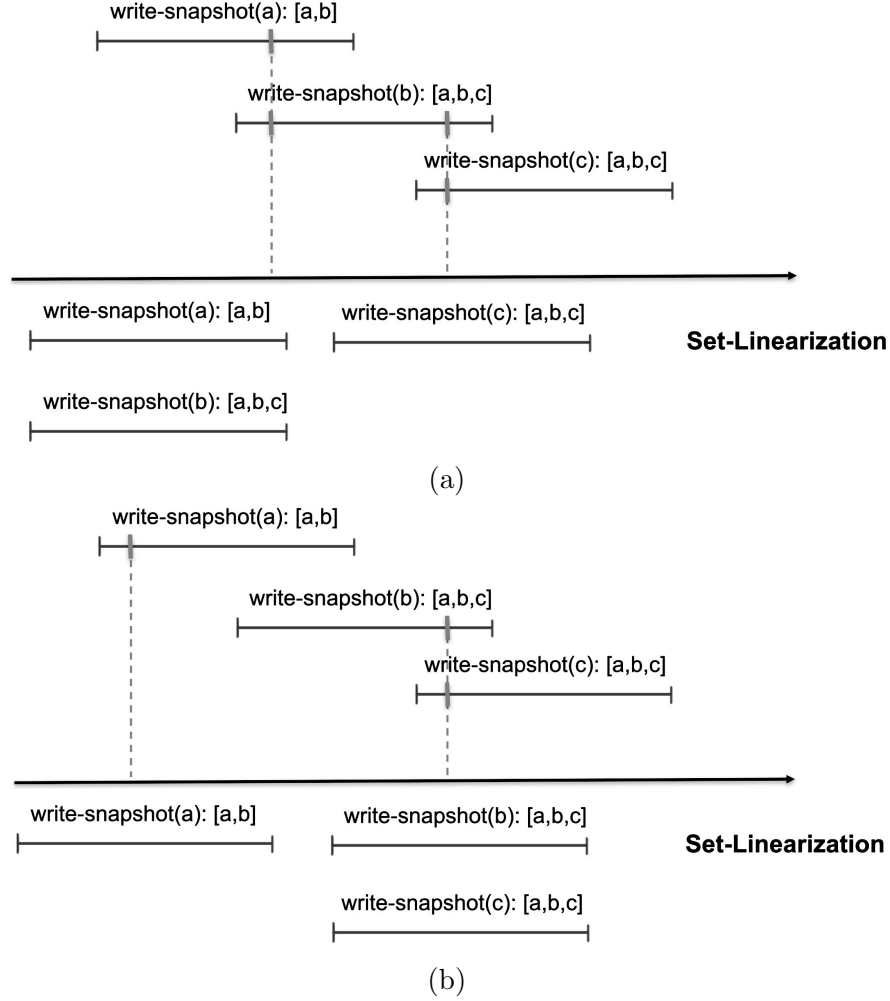 write-snapshot(a): [a,b]
write-snapshot(b): [a,b,c]
write-snapshot(c): [a,b,c]
write-snapshot(a): [a,b]
write-snapshot(c): [a,b,c]
Set-Linearization
write-snapshot(b): [a,b,c]
(a)
write-snapshot(a): [a,b]
write-snapshot(b): [a,b,c]
write-snapshot(c): [a,b,c]
write-snapshot(a): [a,b]
write-snapshot(b): [a,b,c]
Set-Linearization
write-snapshot(c): [a,b,c]
(b)